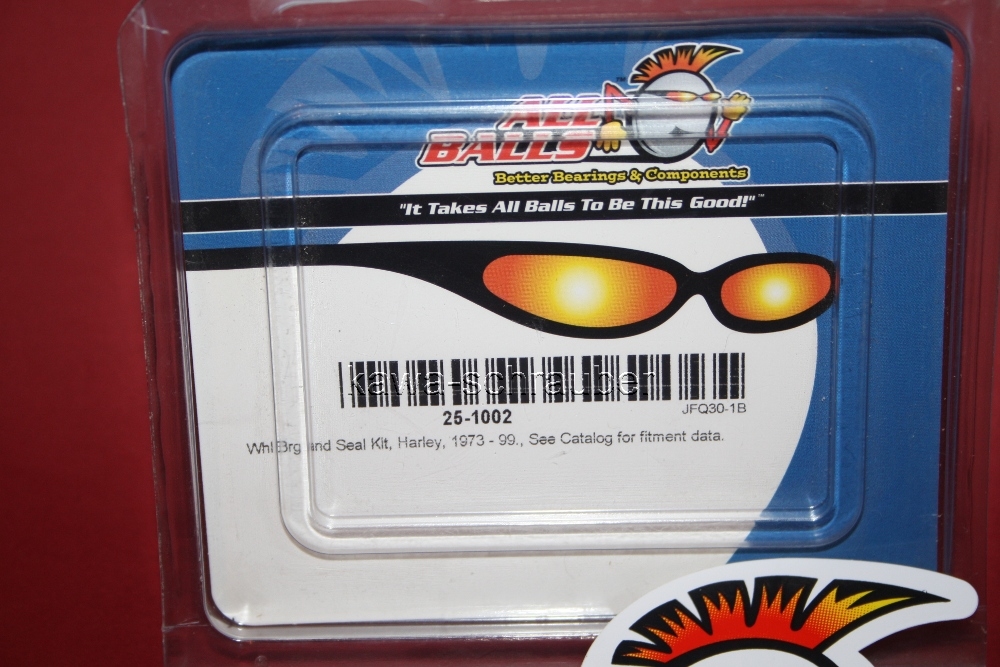 ALL
BALLS™
Better Bearings & Components
"It Takes All Balls To Be This Good!"™
kawa-schrauber
25-1002
JFQ30-1B
Whl Brg and Seal Kit, Harley, 1973 - 99., See Catalog for fitment data.